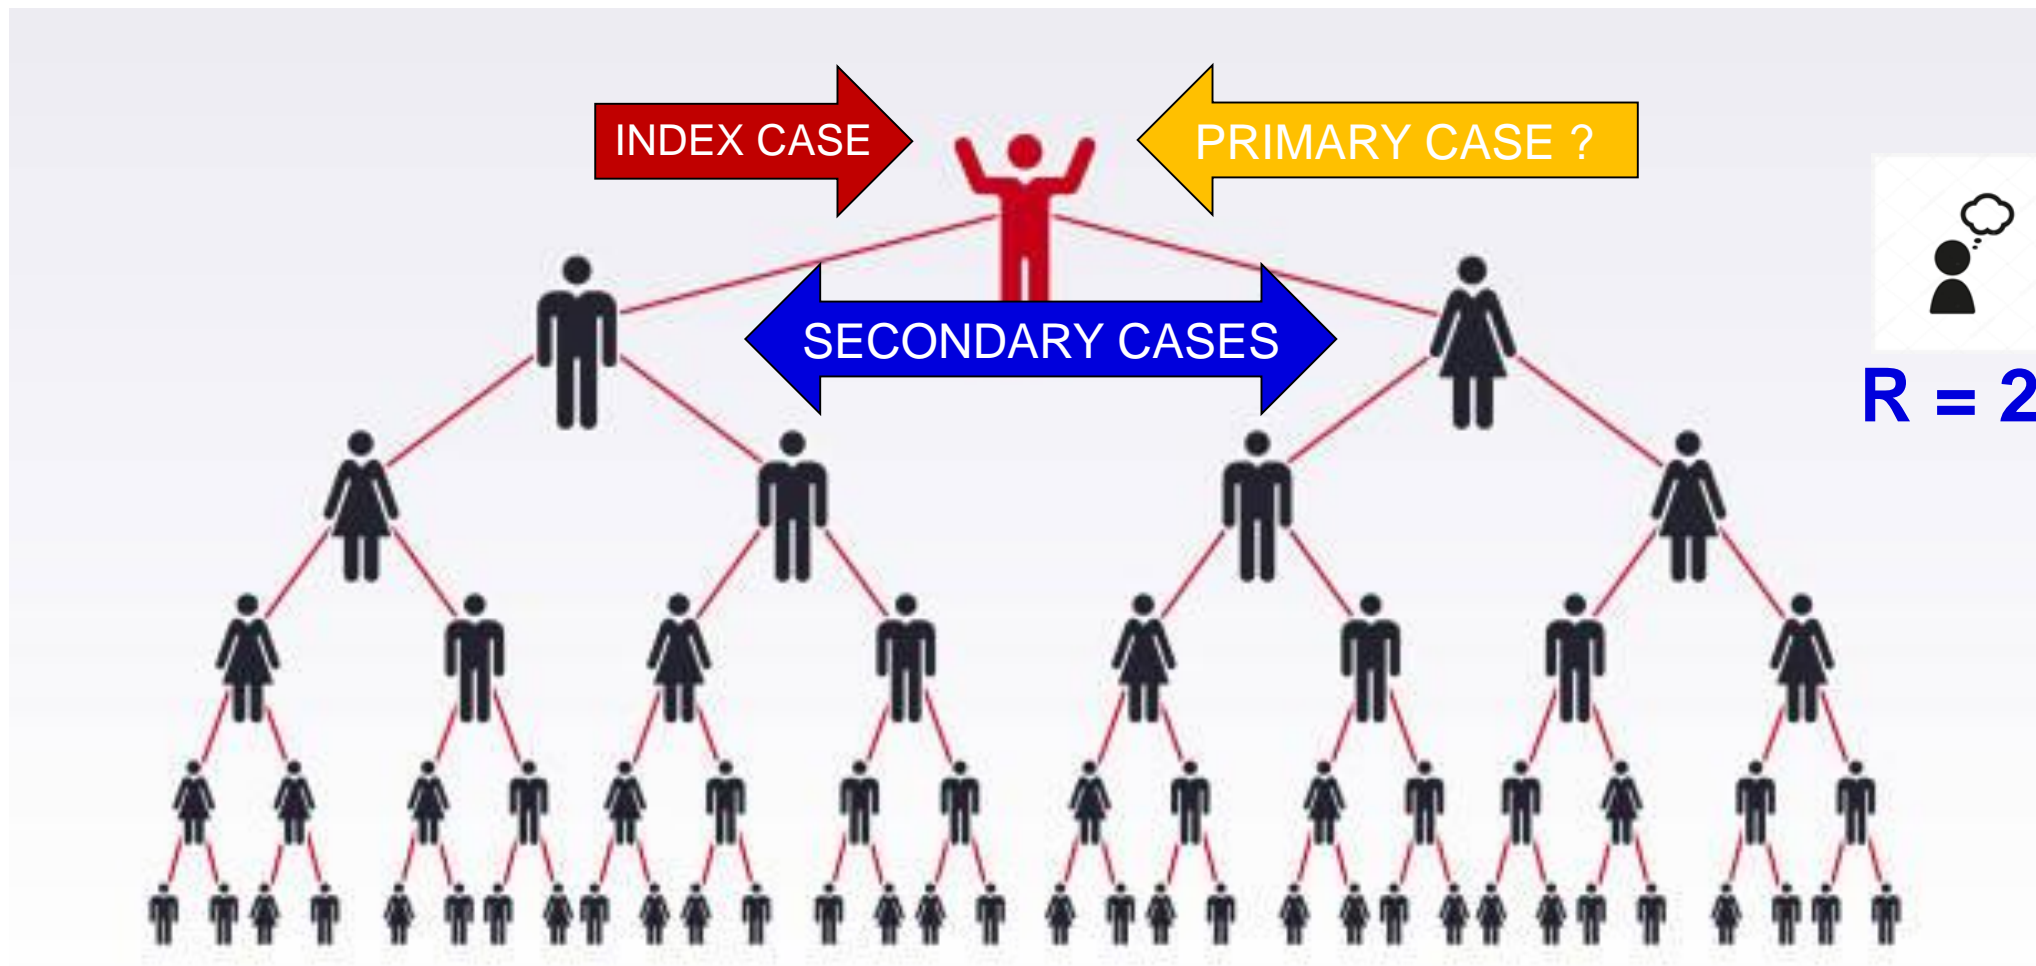 INDEX CASE
PRIMARY CASE ?
SECONDARY CASES
R = 2